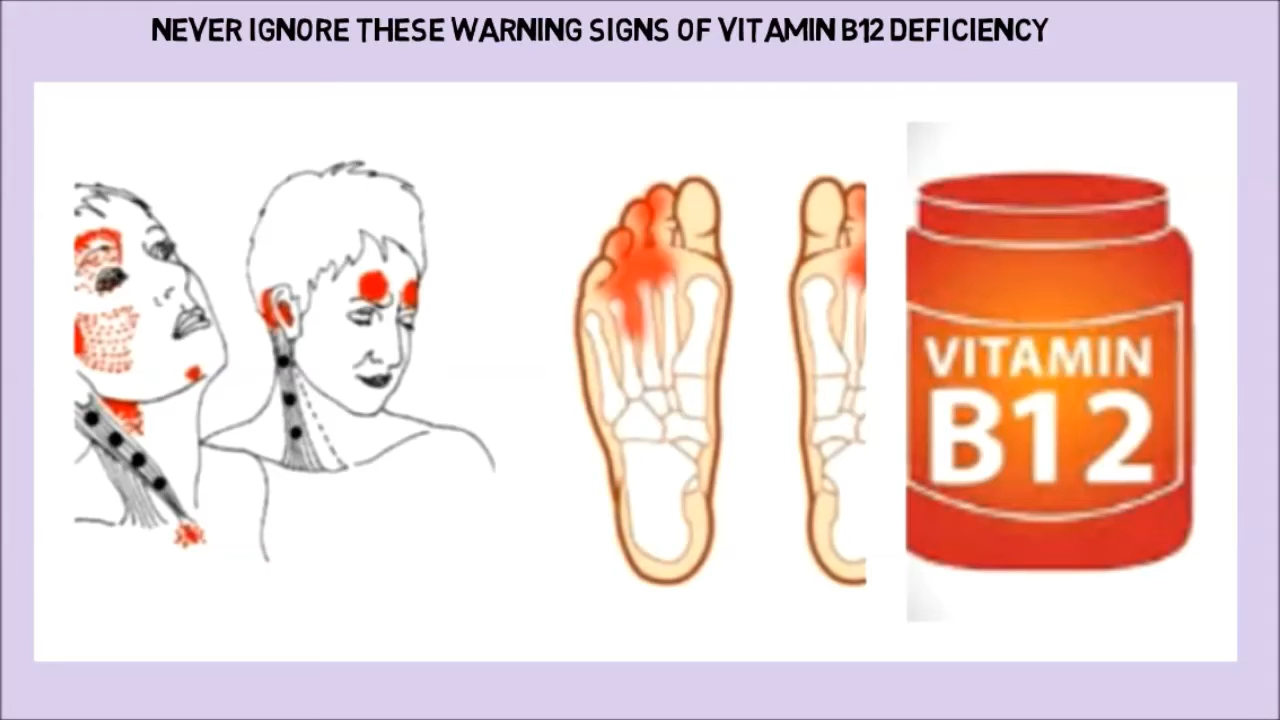 NEVER IGNORE THESE WARNING SIGNS OF VITAMIN B12 DEFICIENCY
VITAMIN
B12